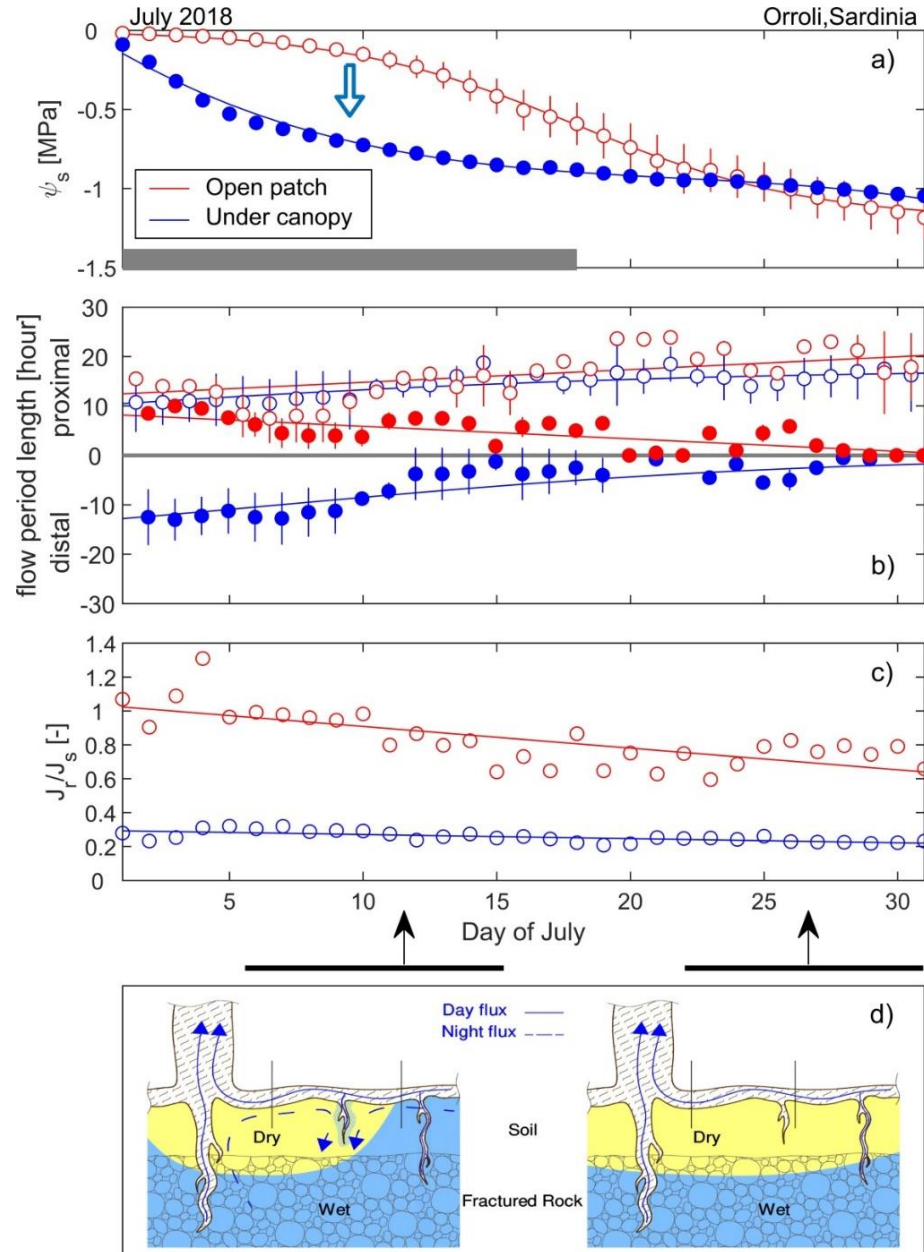 July 2018 Orroli,Sardinia
a)
0
-0.5
-1
-1.5
ψs [MPa]
Open patch
Under canopy
b)
30
20
10
0
-10
-20
-30
flow period length [hour]
distal proximal
c)
1.4
1.2
1
0.8
0.6
0.4
0.2
0
Jr/Js [-]
5 10 15 20 25 30
Day of July
d)
Day flux
Night flux
Dry Soil Dry
Wet Fractured Rock Wet